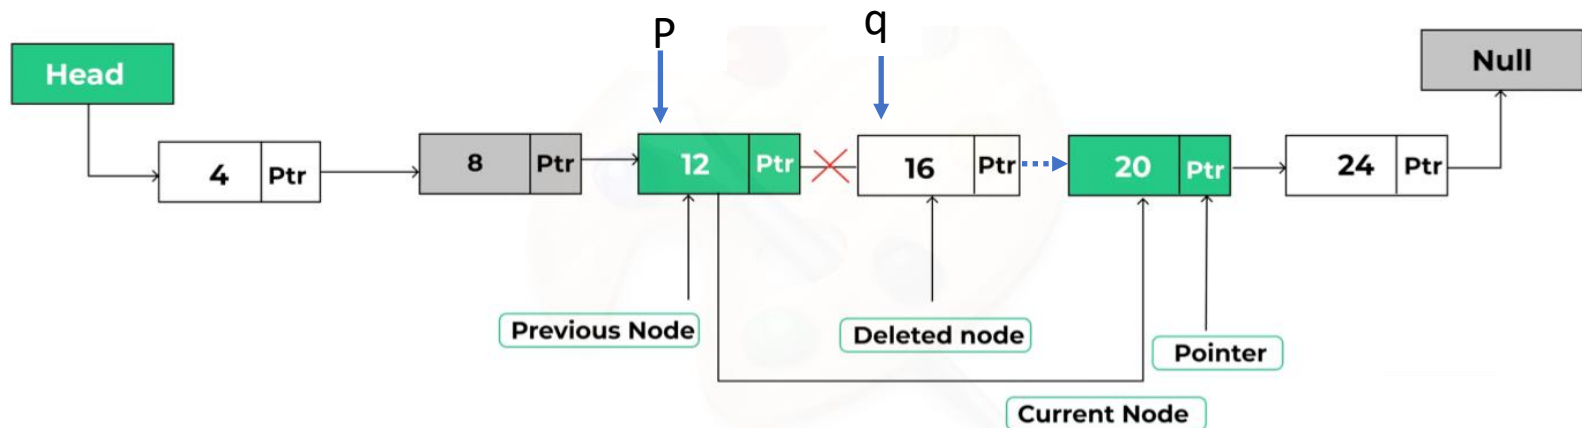 P
q
Head
Null
4 Ptr
8 Ptr
12 Ptr
16 Ptr
20 Ptr
24 Ptr
Previous Node
Deleted node
Pointer
Current Node